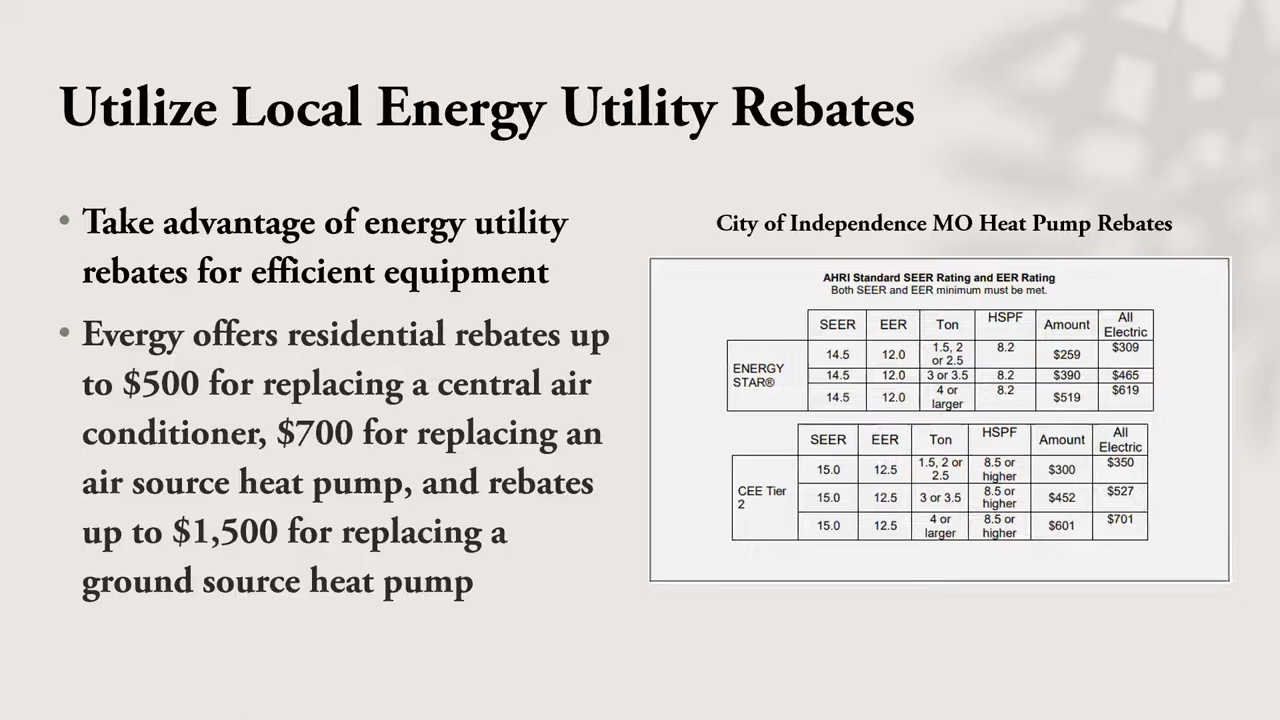 Utilize Local Energy Utility Rebates
• Take advantage of energy utility
rebates for efficient equipment
• Evergy offers residential rebates up
to $500 for replacing a central air
conditioner, $700 for replacing an
air source heat pump, and rebates
up to $1,500 for replacing a
ground source heat pump
City of Independence MO Heat Pump Rebates
AHRI Standard SEER Rating and EER Rating
Both SEER and EER minimum must be met.
SEER EER Ton HSPF Amount All Electric
ENERGY STAR®
14.5 12.0 1.5, 2 or 2.5 8.2 $259 $309
14.5 12.0 3 or 3.5 8.2 $390 $465
14.5 12.0 4 or larger 8.2 $519 $619
SEER EER Ton HSPF Amount All Electric
CEE Tier 2
15.0 12.5 1.5, 2 or 2.5 8.5 or higher $300 $350
15.0 12.5 3 or 3.5 8.5 or higher $452 $527
15.0 12.5 4 or larger 8.5 or higher $601 $701